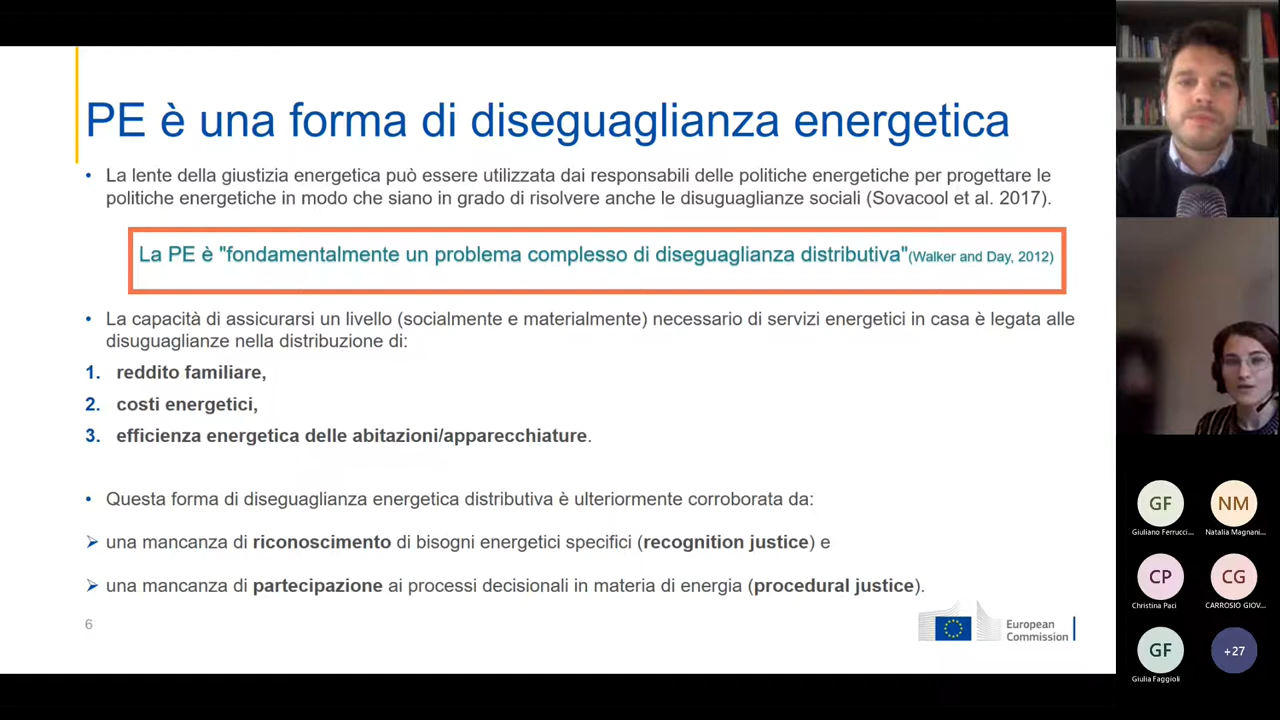 PE è una forma di diseguaglianza energetica
• La lente della giustizia energetica può essere utilizzata dai responsabili delle politiche energetiche per progettare le
politiche energetiche in modo che siano in grado di risolvere anche le disuguaglianze sociali (Sovacool et al. 2017).
La PE è "fondamentalmente un problema complesso di diseguaglianza distributiva"(Walker and Day, 2012)
• La capacità di assicurarsi un livello (socialmente e materialmente) necessario di servizi energetici in casa è legata alle
disuguaglianze nella distribuzione di:
1. reddito familiare,
2. costi energetici,
3. efficienza energetica delle abitazioni/apparecchiature.
• Questa forma di diseguaglianza energetica distributiva è ulteriormente corroborata da:
➢ una mancanza di riconoscimento di bisogni energetici specifici (recognition justice) e
➢ una mancanza di partecipazione ai processi decisionali in materia di energia (procedural justice).
6
European
Commission
GF
Giuliano Ferrucci...
NM
Natalia Magnani...
CP
Christina Paci
CG
CARROSIO GIOV...
GF
Giulia Faggioli
+27